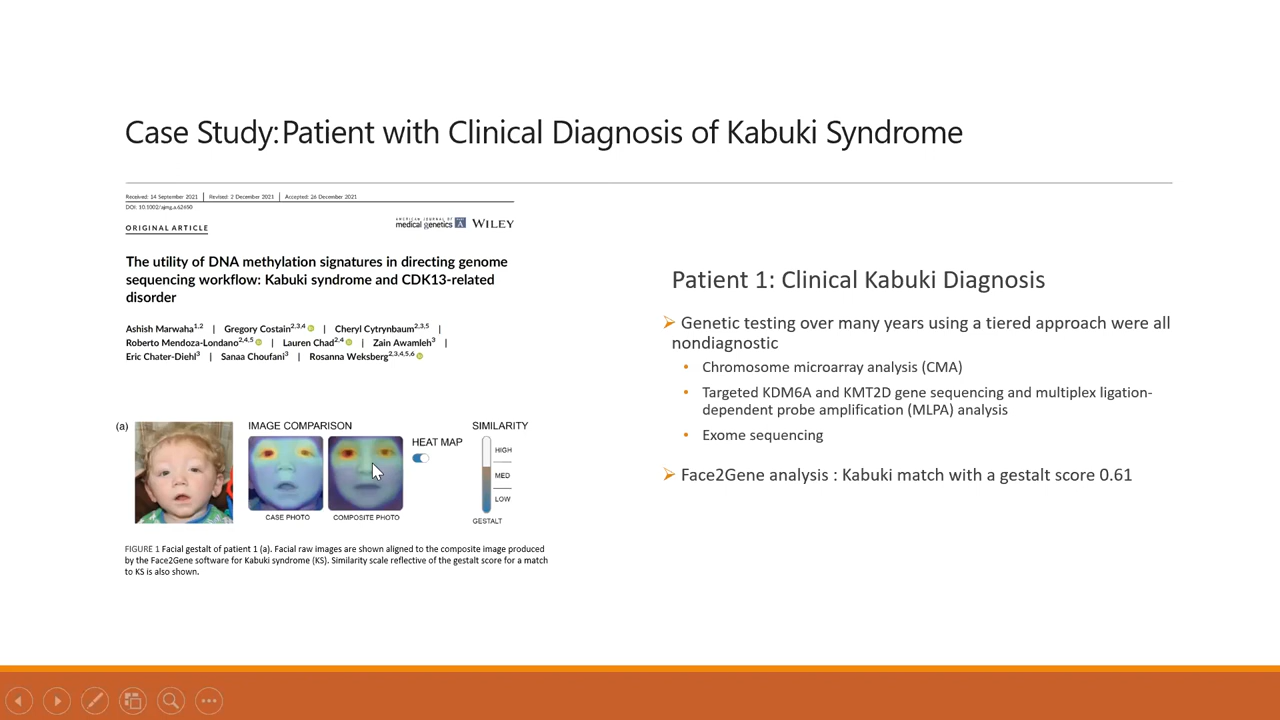 Case Study: Patient with Clinical Diagnosis of Kabuki Syndrome
Received: 14 September 2021 | Revised: 2 December 2021 | Accepted: 26 December 2021
DOI: 10.1002/ajmg.a.62650
ORIGINAL ARTICLE
AMERICAN JOURNAL OF
medical genetics A WILEY
The utility of DNA methylation signatures in directing genome
sequencing workflow: Kabuki syndrome and CDK13-related
disorder
Ashish Marwaha1,2 | Gregory Costain2,3,4 | Cheryl Cytrynbaum2,3,5 |
Roberto Mendoza-Londano2,4,5 | Lauren Chad2,4 | Zain Awamleh3 |
Eric Chater-Diehl3 | Sanaa Choufani3 | Rosanna Weksberg2,3,4,5,6
(a)
IMAGE COMPARISON
HEAT MAP
SIMILARITY
HIGH
MED
LOW
CASE PHOTO
COMPOSITE PHOTO
GESTALT
FIGURE 1 Facial gestalt of patient 1 (a). Facial raw images are shown aligned to the composite image produced
by the Face2Gene software for Kabuki syndrome (KS). Similarity scale reflective of the gestalt score for a match
to KS is also shown.
Patient 1: Clinical Kabuki Diagnosis
➢ Genetic testing over many years using a tiered approach were all
nondiagnostic
• Chromosome microarray analysis (CMA)
• Targeted KDM6A and KMT2D gene sequencing and multiplex ligation-
dependent probe amplification (MLPA) analysis
• Exome sequencing
➢ Face2Gene analysis : Kabuki match with a gestalt score 0.61